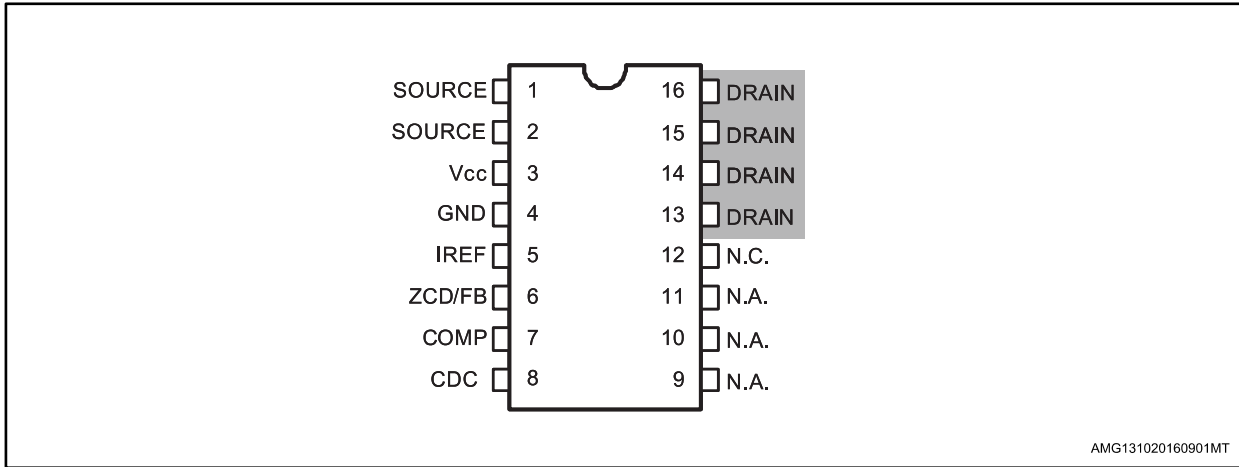 SOURCE 1 16 DRAIN
SOURCE 2 15 DRAIN
Vcc 3 14 DRAIN
GND 4 13 DRAIN
IREF 5 12 N.C.
ZCD/FB 6 11 N.A.
COMP 7 10 N.A.
CDC 8 9 N.A.
AMG131020160901MT